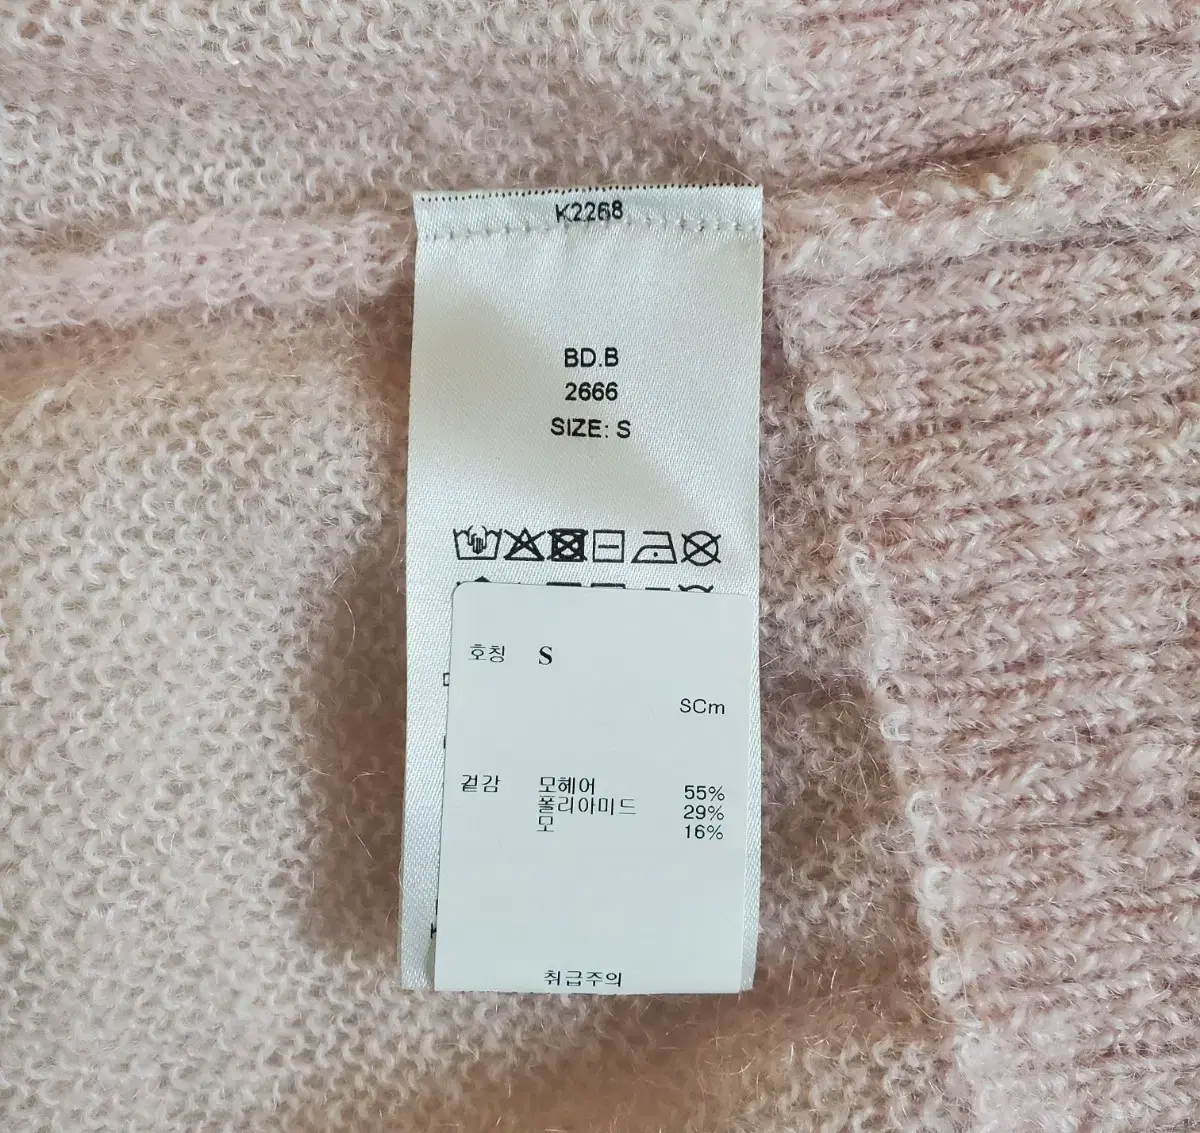 K2268
BD.B
2666
SIZE: S
호칭 S
SCm
겉감 모헤어 55%
폴리아미드 29%
모 16%
취급주의